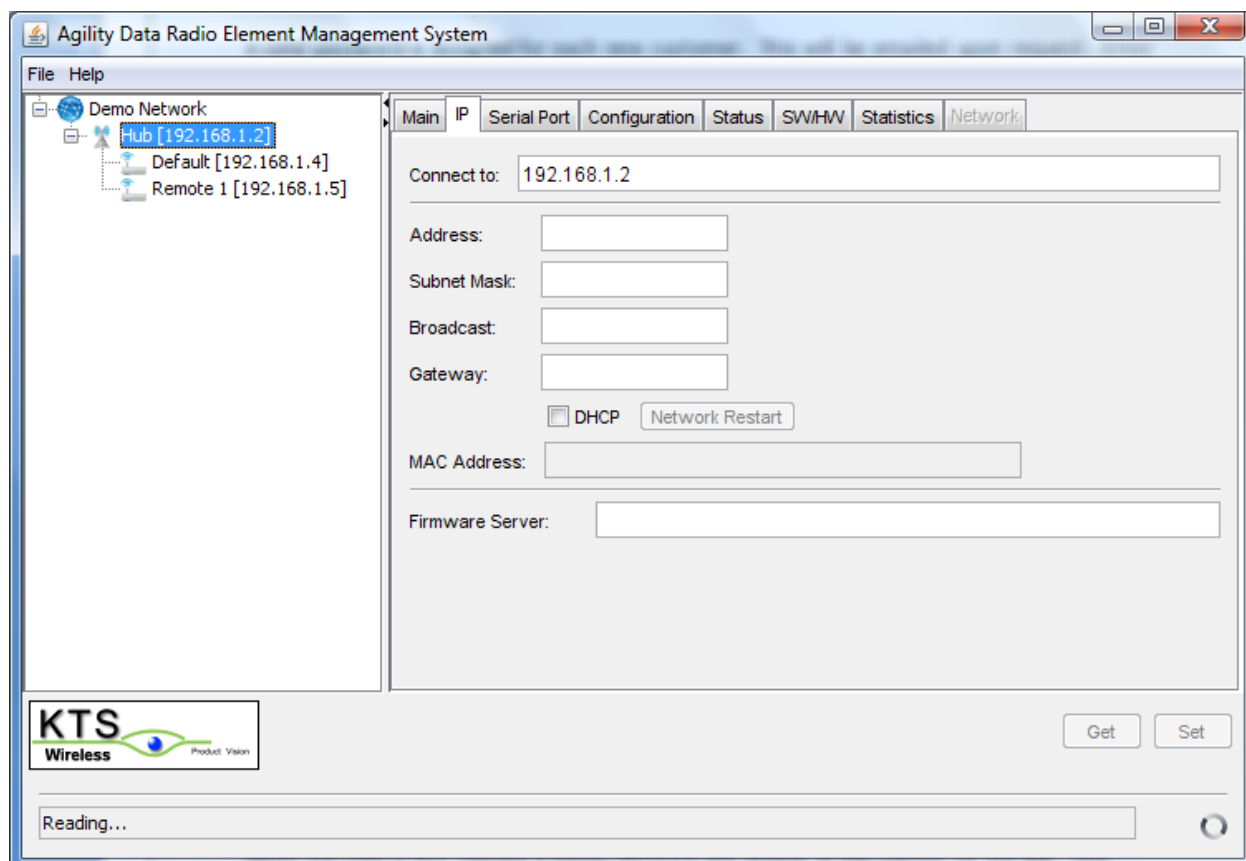 Agility Data Radio Element Management System
File Help
Demo Network
Hub [192.168.1.2]
Default [192.168.1.4]
Remote 1 [192.168.1.5]
Main IP Serial Port Configuration Status SW/HW Statistics Network
Connect to: 192.168.1.2
Address:
Subnet Mask:
Broadcast:
Gateway:
DHCP Network Restart
MAC Address:
Firmware Server:
KTS
Wireless
Product Vision
Get Set
Reading...